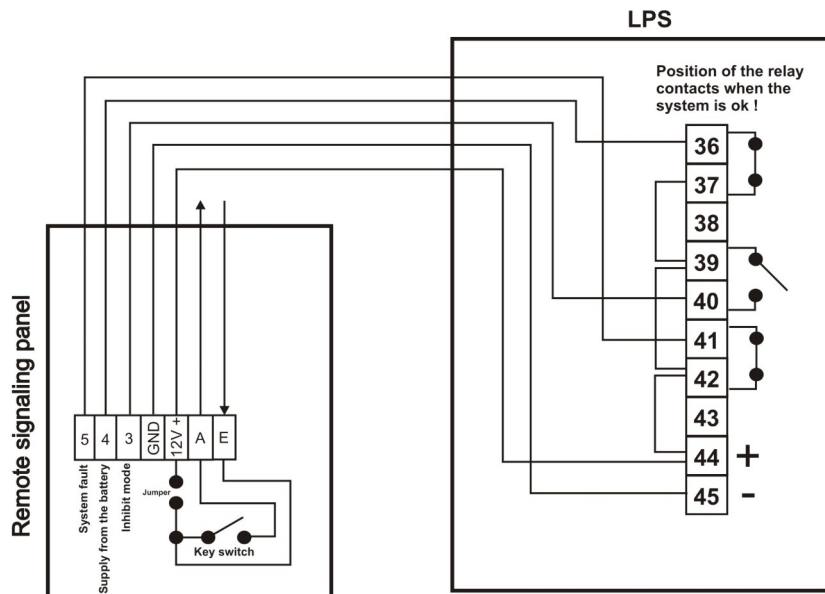 LPS
Position of the relay
contacts when the
system is ok !
36
37
38
39
40
41
42
43
44 +
45 -
Remote signaling panel
5
4
3
GND
12V +
A
E
System fault
Supply from the battery
Inhibit mode
Jumper
Key switch